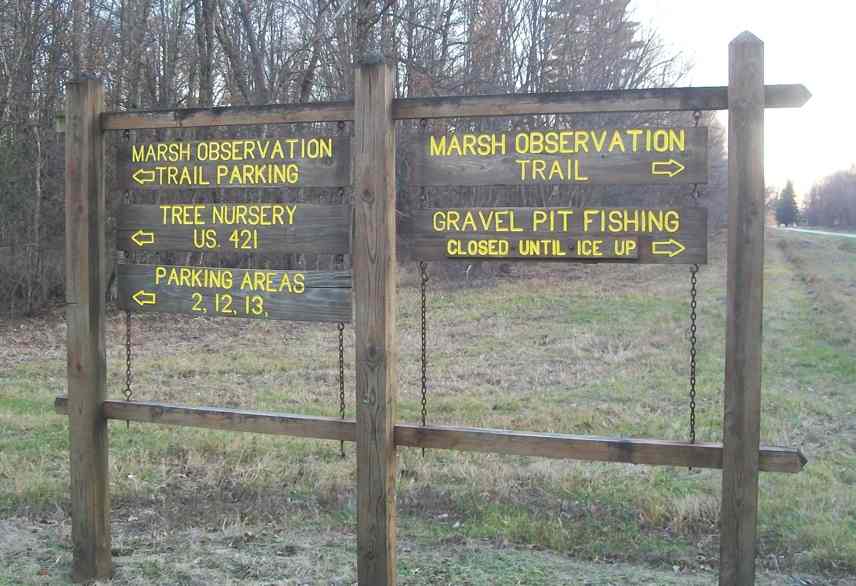 MARSH OBSERVATION
TRAIL PARKING
TREE NURSERY
US. 421
PARKING AREAS
2, 12, 13,
MARSH OBSERVATION
TRAIL
GRAVEL PIT FISHING
CLOSED UNTIL ICE UP